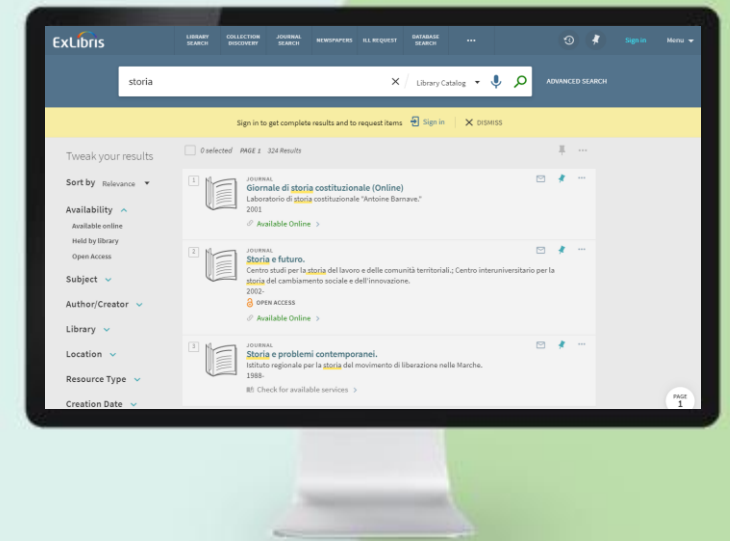 ExLibris
LIBRARY SEARCH
COLLECTION DISCOVERY
JOURNAL SEARCH
NEWSPAPERS
ILL REQUEST
DATABASE SEARCH
•••
Sign in
Menu
storia
Library Catalog
ADVANCED SEARCH
Sign in to get complete results and to request items
Sign in
DISMISS
Tweak your results
Sort by Relevance
Availability
Available online
Held by library
Open Access
Subject
Author/Creator
Library
Location
Resource Type
Creation Date
0 selected PAGE 1 324 Results
1
JOURNAL
Giornale di storia costituzionale (Online)
Laboratorio di storia costituzionale "Antoine Barnave."
2001
Available Online >
2
JOURNAL
Storia e futuro.
Centro studi per la storia del lavoro e delle comunità territoriali.; Centro interuniversitario per la
storia del cambiamento sociale e dell'innovazione.
2002-
OPEN ACCESS
Available Online >
3
JOURNAL
Storia e problemi contemporanei.
Istituto regionale per la storia del movimento di liberazione nelle Marche.
1988-
Check for available services >
PAGE
1